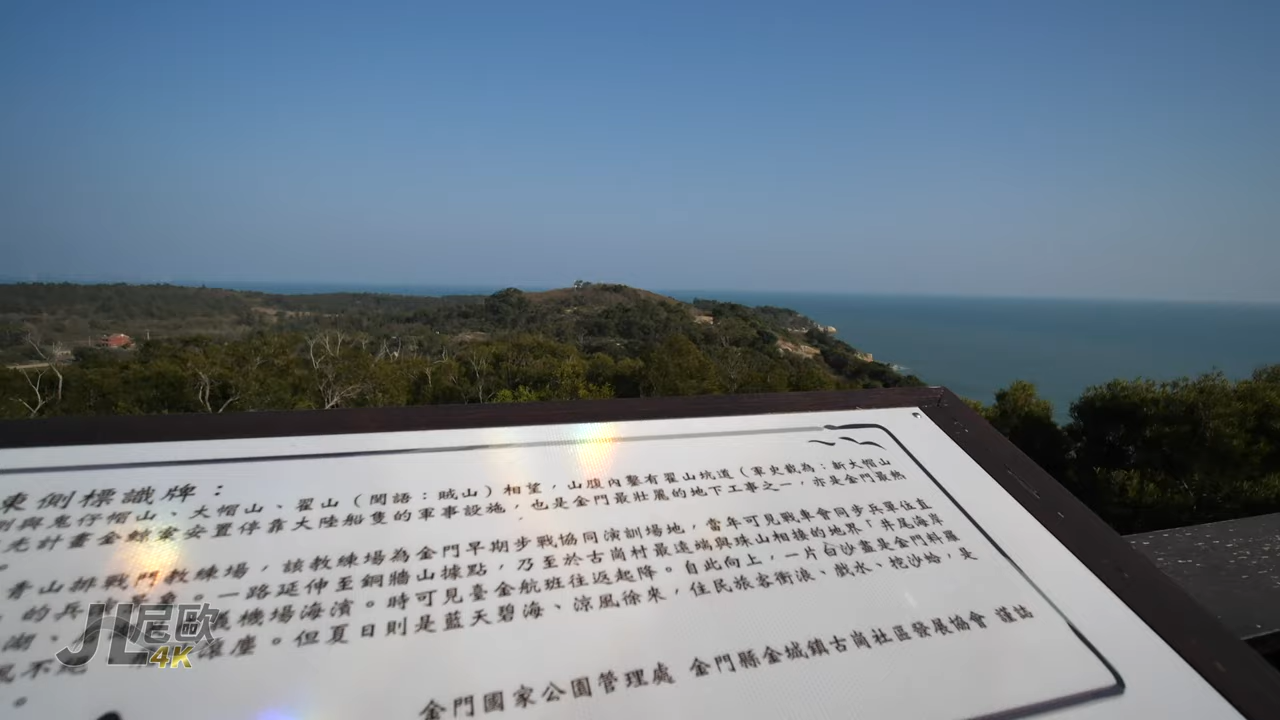 東側標識牌：
與鬼仔帽山、大帽山、翟山（閩語：賊山）相望，山腹內鑿有翟山坑道（軍史載為：新大帽山
先計畫金蛛案安置停靠大陸船隻的軍事設施，也是金門最壯麗的地下工事之一，亦是金門最熱
青山排戰鬥教練場，該教練場為金門早期步戰協同演訓場地，當年可見戰車會同步兵單位直
的兵 。一路延伸至銅牆山據點，乃至於古崗村最遠端與珠山相接的地界「井尾海岸
湖、 機場海濱。時可見臺金航班往返起降。自此向上，一片白沙盡是金門斜羅
風不 滾塵。但夏日則是藍天碧海、涼風徐來，住民旅客衝浪、戲水、挖沙蛤，是
。
金門國家公園管理處 金門縣金城鎮古崗社區發展協會 謹誌
JL尼歐
4K